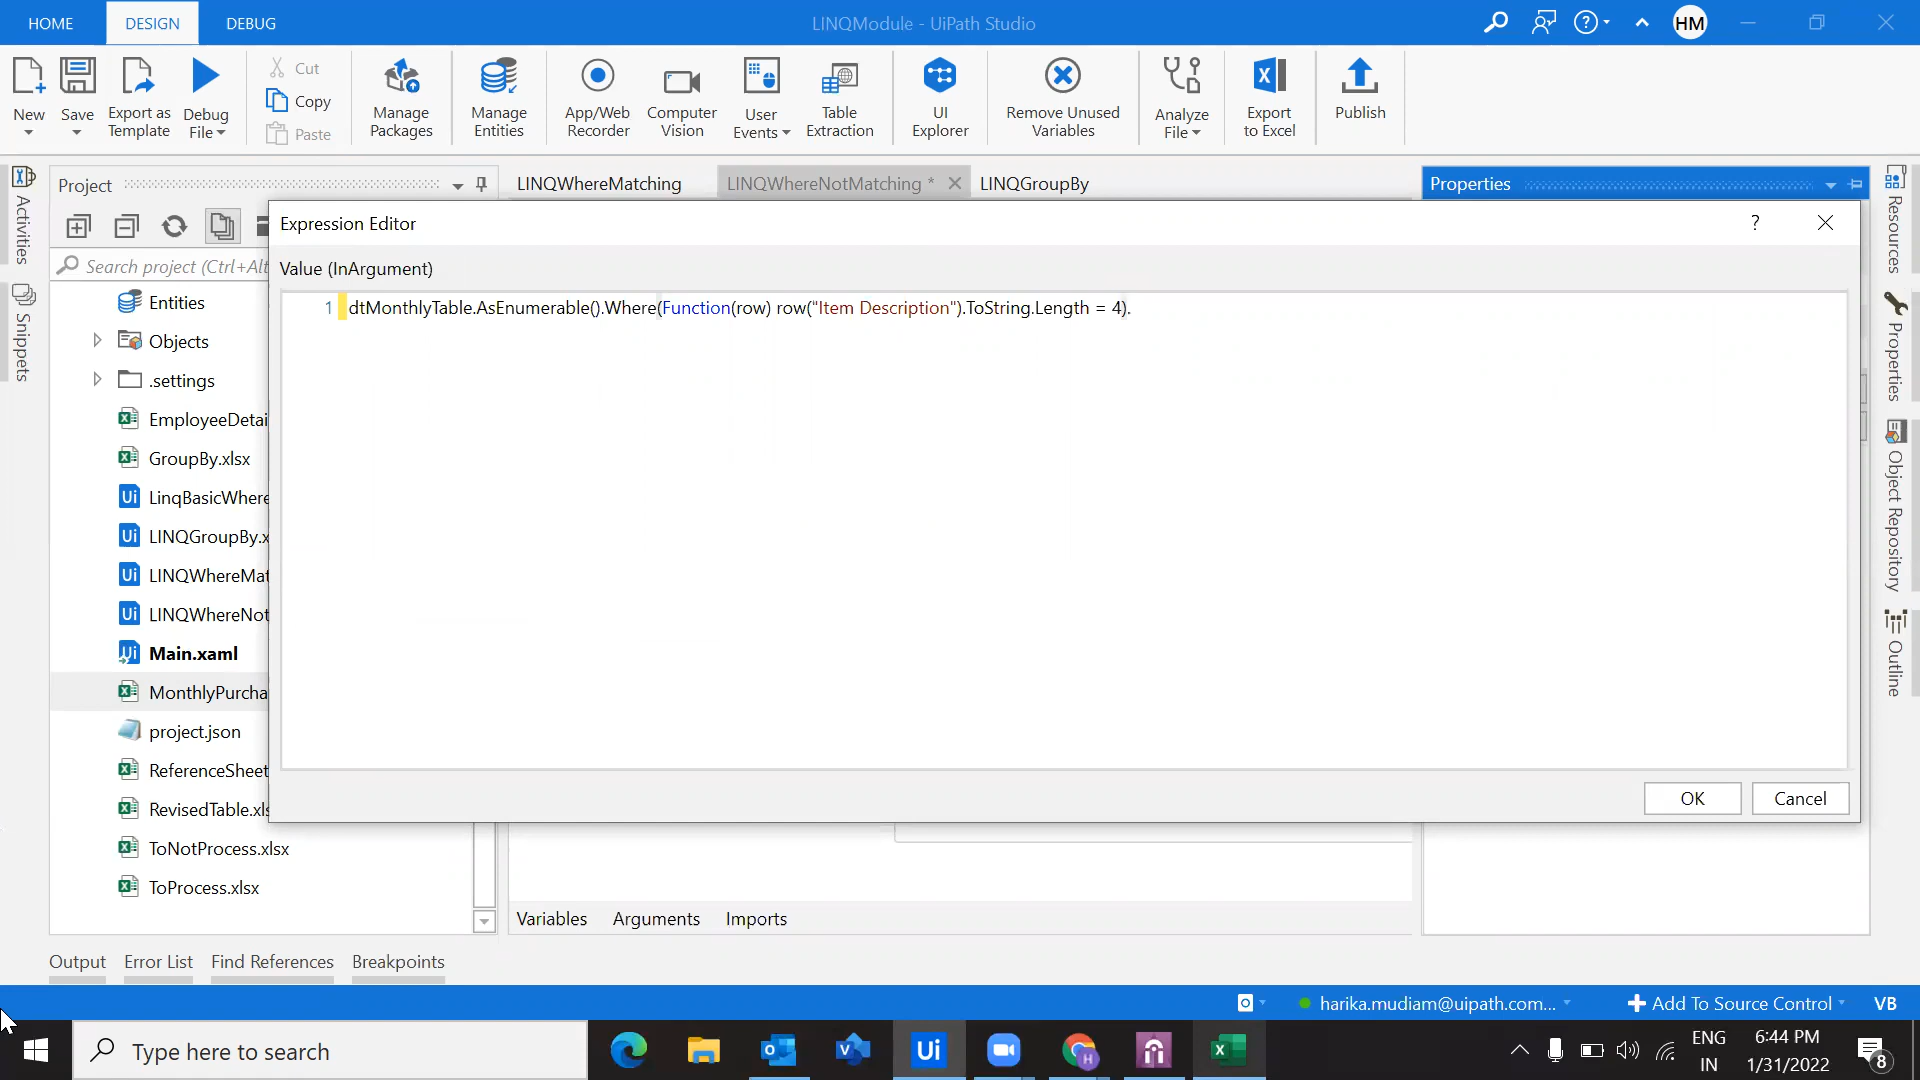 HOME DESIGN DEBUG LINQModule - UiPath Studio HM
New Save Export as Template Debug File Cut Copy Paste Manage Packages Manage Entities App/Web Recorder Computer Vision User Events Table Extraction UI Explorer Remove Unused Variables Analyze File Export to Excel Publish
Project LINQWhereMatching LINQWhereNotMatching * LINQGroupBy Properties
Activities
Snippets
Resources
Properties
Object Repository
Outline
Expression Editor ?
Search project (Ctrl+Alt
Value (InArgument)
1 dtMonthlyTable.AsEnumerable().Where(Function(row) row("Item Description").ToString.Length = 4).
Entities
Objects
.settings
EmployeeDetai
GroupBy.xlsx
LinqBasicWhere
LINQGroupBy.x
LINQWhereMat
LINQWhereNot
Main.xaml
MonthlyPurcha
project.json
ReferenceSheet
RevisedTable.xls
ToNotProcess.xlsx
ToProcess.xlsx
OK Cancel
Variables Arguments Imports
Output Error List Find References Breakpoints
harika.mudiam@uipath.com... Add To Source Control VB
Type here to search
Ui
ENG
IN
6:44 PM
1/31/2022
8